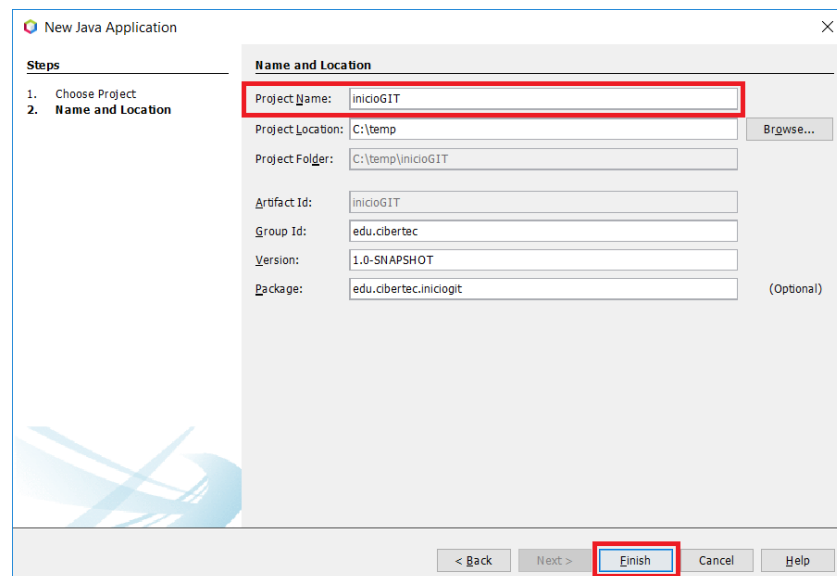 New Java Application
Steps
1. Choose Project
2. Name and Location
Name and Location
Project Name: inicioGIT
Project Location: C:\temp Browse...
Project Folder: C:\temp\inicioGIT
Artifact Id: inicioGIT
Group Id: edu.cibertec
Version: 1.0-SNAPSHOT
Package: edu.cibertec.iniciogit (Optional)
< Back Next > Finish Cancel Help